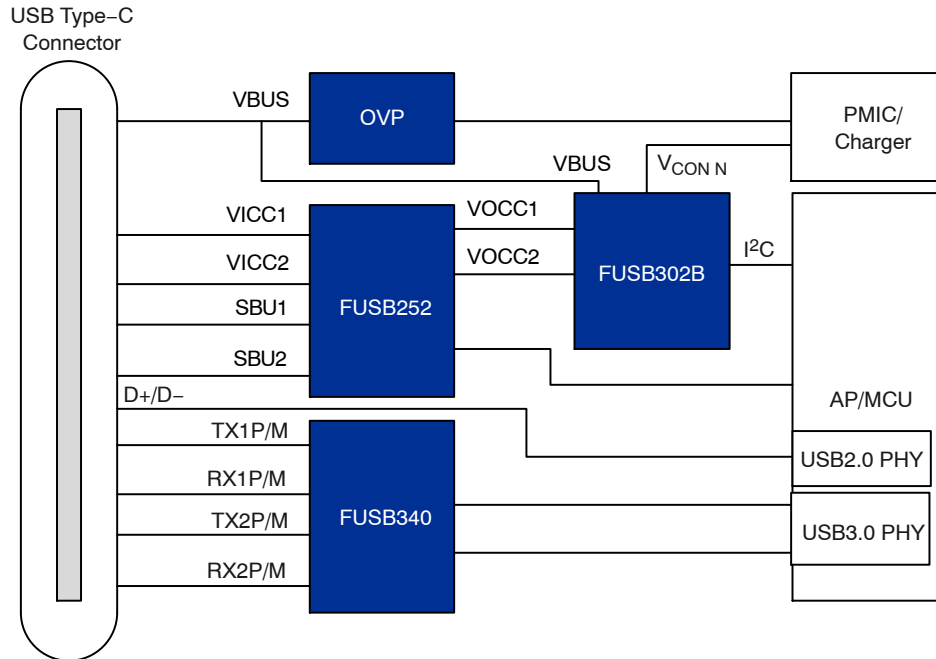 USB Type−C
Connector
VBUS
OVP
PMIC/
Charger
VBUS
VCON N
VICC1
VOCC1
VICC2
VOCC2
FUSB302B
I2C
SBU1
FUSB252
SBU2
D+/D−
AP/MCU
TX1P/M
USB2.0 PHY
RX1P/M
TX2P/M
FUSB340
USB3.0 PHY
RX2P/M